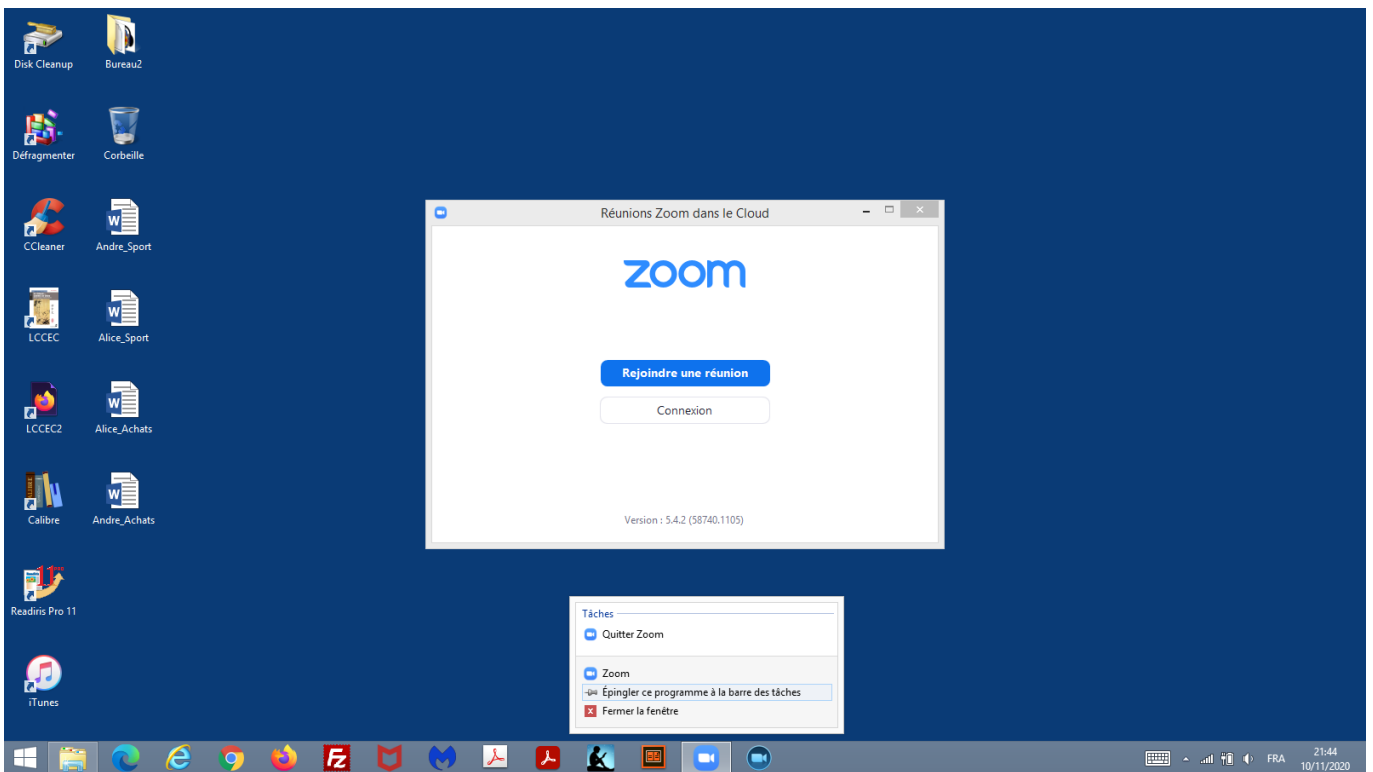 Disk Cleanup
Bureau2
Défragmenter
Corbeille
CCleaner
Andre_Sport
LCCEC
Alice_Sport
LCCEC2
Alice_Achats
Calibre
Andre_Achats
Readiris Pro 11
iTunes
Réunions Zoom dans le Cloud
zoom
Rejoindre une réunion
Connexion
Version : 5.4.2 (58740.1105)
Tâches
Quitter Zoom
Zoom
Épingler ce programme à la barre des tâches
Fermer la fenêtre
FRA
21:44
10/11/2020